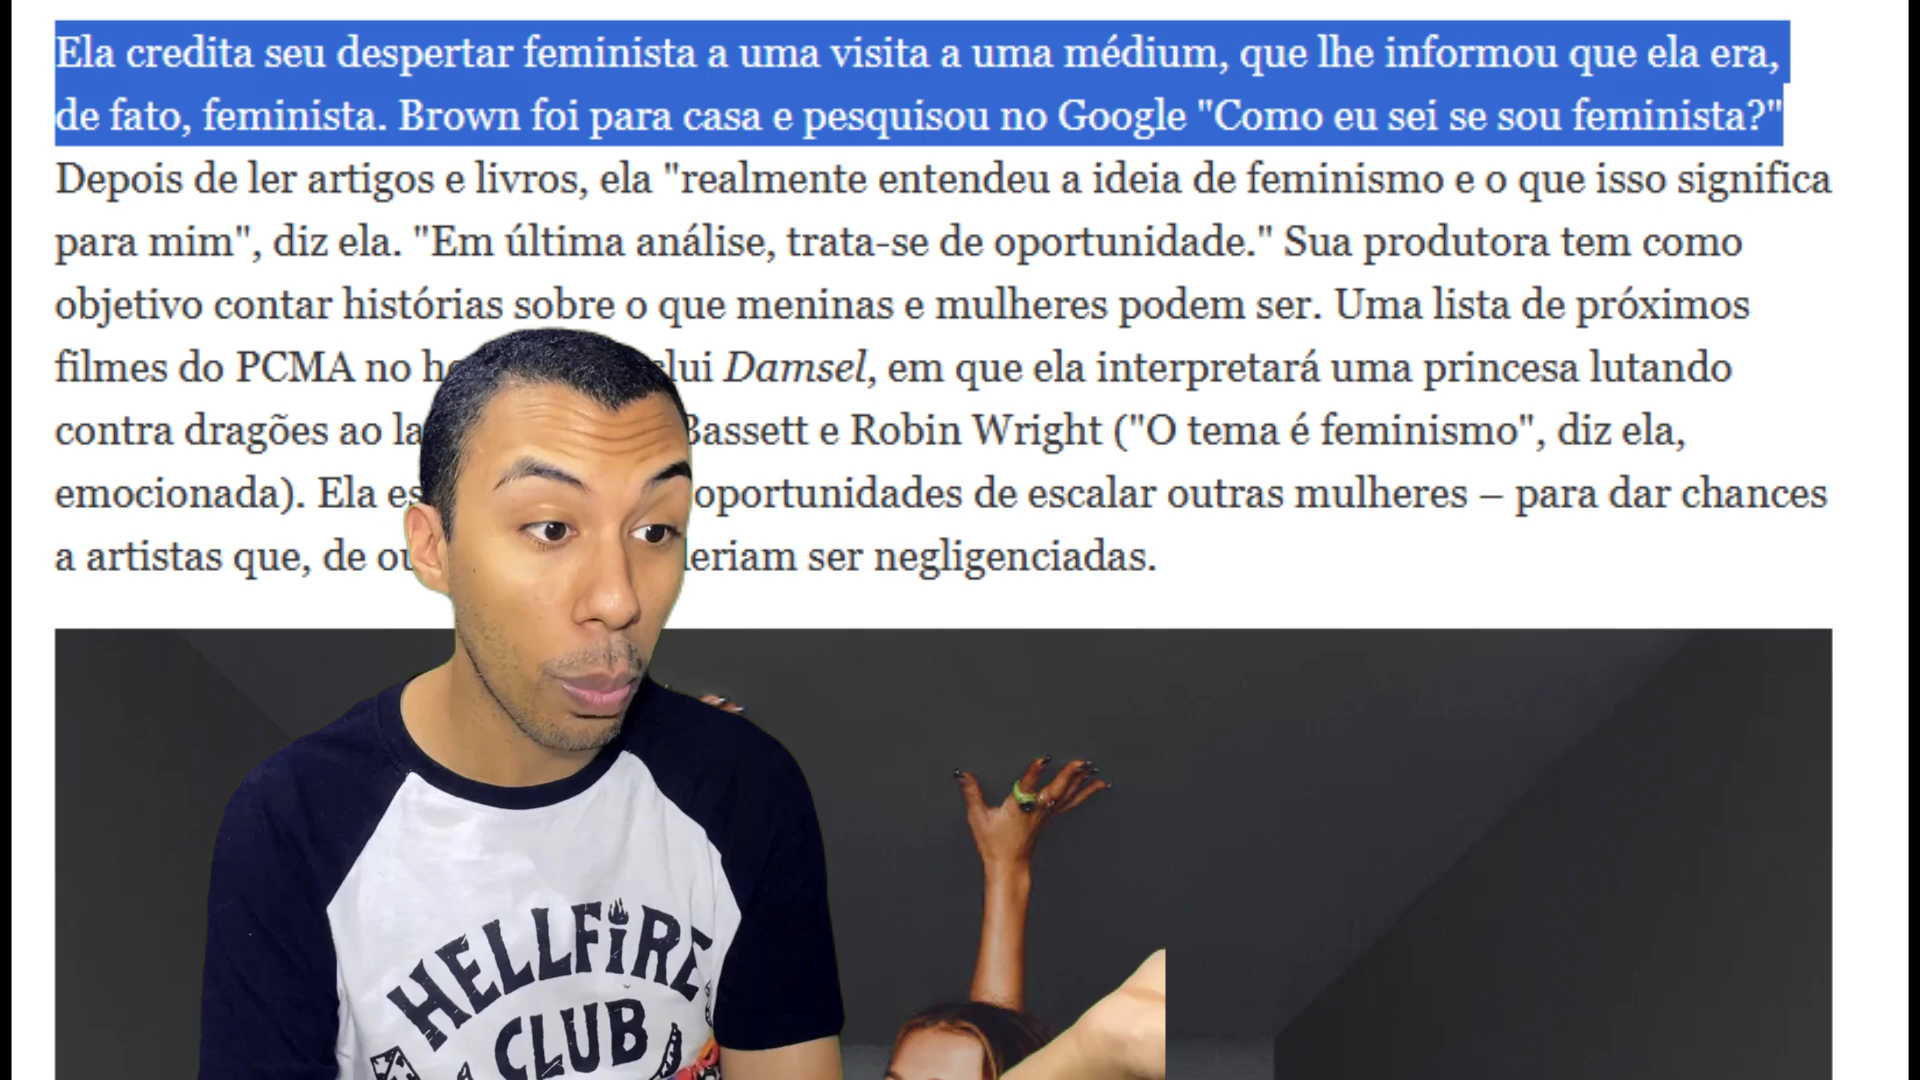 Ela credita seu despertar feminista a uma visita a uma médium, que lhe informou que ela era,
de fato, feminista. Brown foi para casa e pesquisou no Google "Como eu sei se sou feminista?"
Depois de ler artigos e livros, ela "realmente entendeu a ideia de feminismo e o que isso significa
para mim", diz ela. "Em última análise, trata-se de oportunidade." Sua produtora tem como
objetivo contar histórias sobre o que meninas e mulheres podem ser. Uma lista de próximos
filmes do PCMA no Damsel, em que ela interpretará uma princesa lutando
contra dragões ao Bassett e Robin Wright ("O tema é feminismo", diz ela,
emocionada). Ela oportunidades de escalar outras mulheres – para dar chances
a artistas que, de ser negligenciadas.
HELLFIRE
CLUB